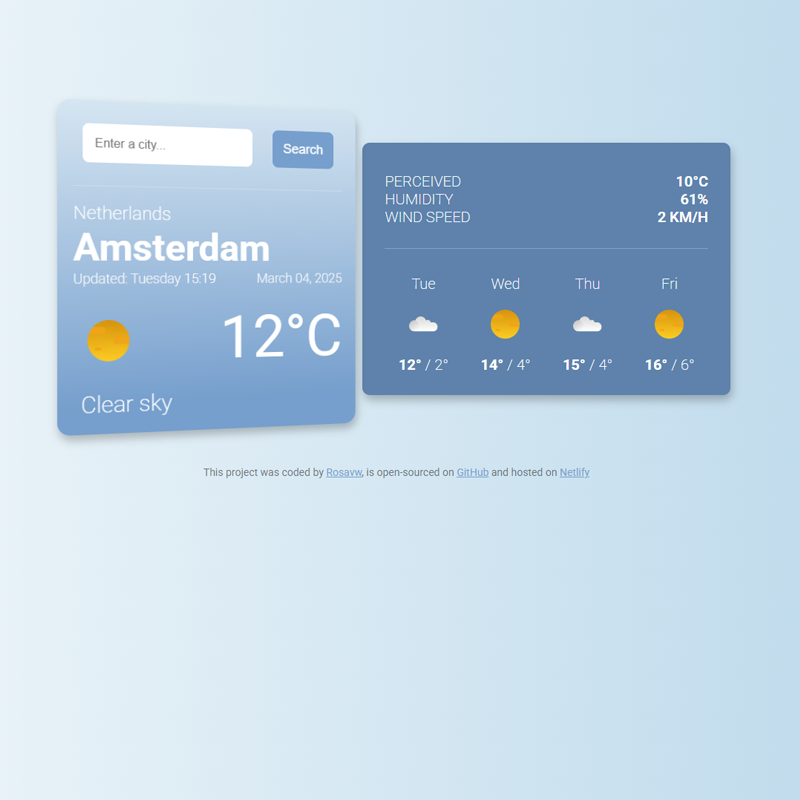 Enter a city...
Search
Netherlands
Amsterdam
Updated: Tuesday 15:19 March 04, 2025
12°C
Clear sky
PERCEIVED 10°C
HUMIDITY 61%
WIND SPEED 2 KM/H
Tue Wed Thu Fri
12° / 2° 14° / 4° 15° / 4° 16° / 6°
This project was coded by Rosavw, is open-sourced on GitHub and hosted on Netlify